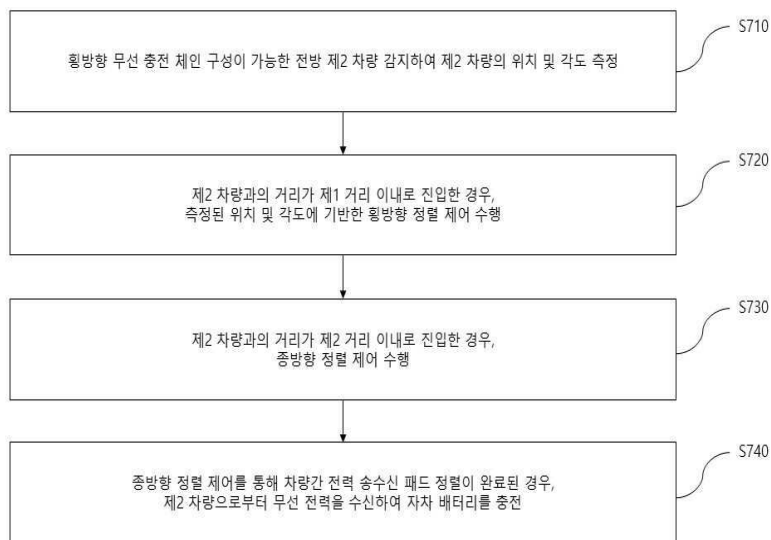 횡방향 무선 충전 체인 구성이 가능한 전방 제2 차량 감지하여 제2 차량의 위치 및 각도 측정
S710
제2 차량과의 거리가 제1 거리 이내로 진입한 경우,
측정된 위치 및 각도에 기반한 횡방향 정렬 제어 수행
S720
제2 차량과의 거리가 제2 거리 이내로 진입한 경우,
종방향 정렬 제어 수행
S730
종방향 정렬 제어를 통해 차량간 전력 송수신 패드 정렬이 완료된 경우,
제2 차량으로부터 무선 전력을 수신하여 자차 배터리를 충전
S740